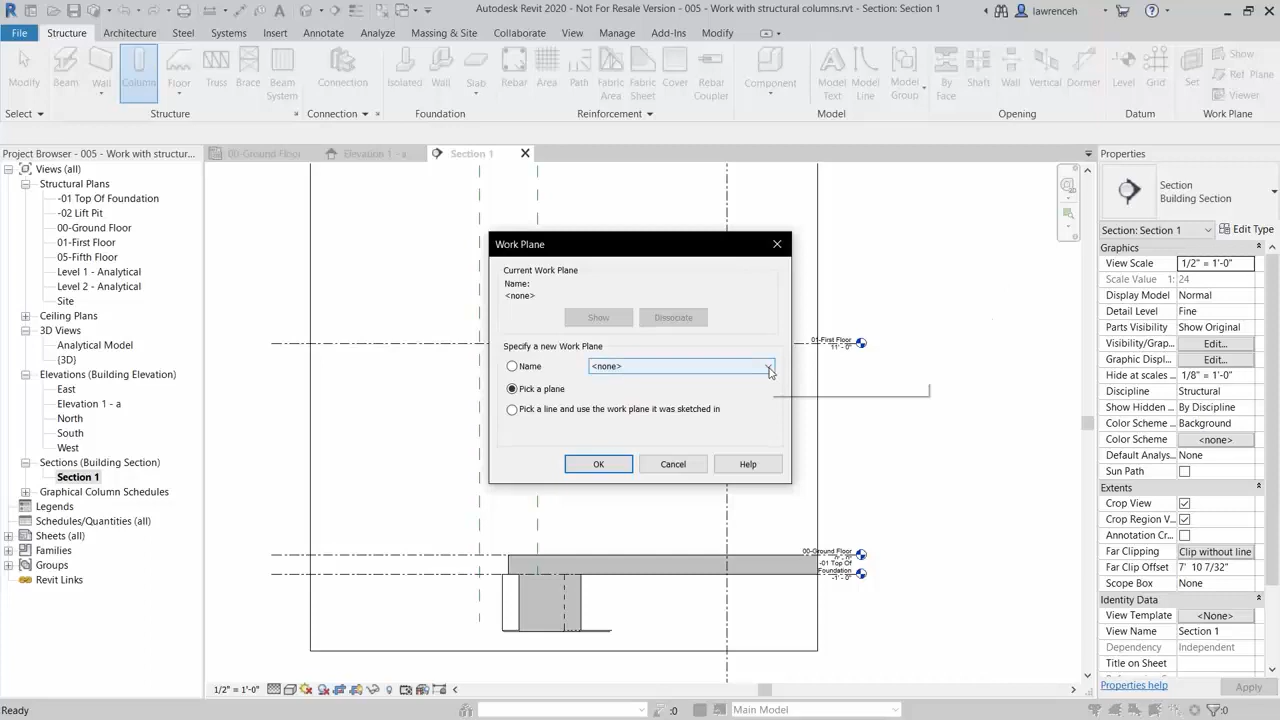 Autodesk Revit 2020 - Not For Resale Version - 005 - Work with structural columns.rvt - Section: Section 1
lawrenceh
File Structure Architecture Steel Systems Insert Annotate Analyze Massing & Site Collaborate View Manage Add-Ins Modify
Modify Beam Wall Column Floor Truss Brace Beam System Connection Isolated Wall Slab Rebar Area Path Fabric Area Fabric Sheet Cover Rebar Coupler Component Model Text Model Line Model Group By Face Shaft Wall Vertical Dormer Level Grid Set Show Ref Plane Viewer
Select Structure Connection Foundation Reinforcement Model Opening Datum Work Plane
Project Browser - 005 - Work with structur...
00-Ground Floor
Elevation 1 - a
Section 1
Properties
Views (all)
Structural Plans
-01 Top Of Foundation
-02 Lift Pit
00-Ground Floor
01-First Floor
05-Fifth Floor
Level 1 - Analytical
Level 2 - Analytical
Site
Ceiling Plans
3D Views
Analytical Model
{3D}
Elevations (Building Elevation)
East
Elevation 1 - a
North
South
West
Sections (Building Section)
Section 1
Graphical Column Schedules
Legends
Schedules/Quantities (all)
Sheets (all)
Families
Groups
Revit Links
Work Plane
Current Work Plane
Name:
<none>
Show Dissociate
Specify a new Work Plane
Name <none>
Pick a plane
Pick a line and use the work plane it was sketched in
OK Cancel Help
01-First Floor
11' - 0"
00-Ground Floor
0' - 0"
-01 Top Of
Foundation
-1' - 0"
Section
Building Section
Section: Section 1 Edit Type
Graphics
View Scale 1/2" = 1'-0"
Scale Value 1: 24
Display Model Normal
Detail Level Fine
Parts Visibility Show Original
Visibility/Grap... Edit...
Graphic Displ... Edit...
Hide at scales ... 1/8" = 1'-0"
Discipline Structural
Show Hidden ... By Discipline
Color Scheme ... Background
Color Scheme <none>
Default Analys... None
Sun Path
Extents
Crop View
Crop Region V...
Annotation Cr...
Far Clipping Clip without line
Far Clip Offset 7' 10 7/32"
Scope Box None
Identity Data
View Template <None>
View Name Section 1
Dependency Independent
Title on Sheet
Properties help Apply
1/2" = 1'-0"
Ready
:0
Main Model
:0